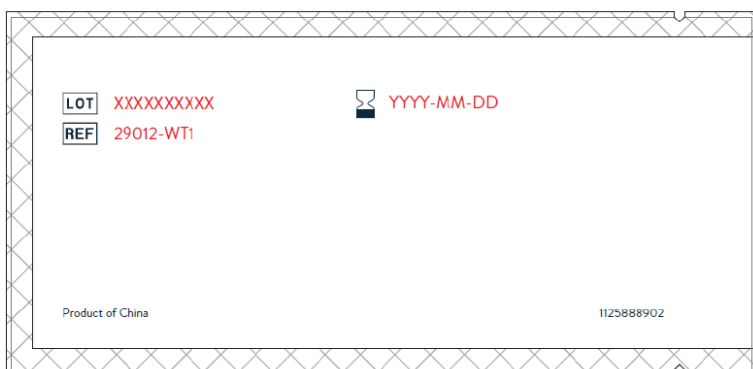 LOT XXXXXXXXXX YYYY-MM-DD
REF 29012-WT1
Product of China 1125888902